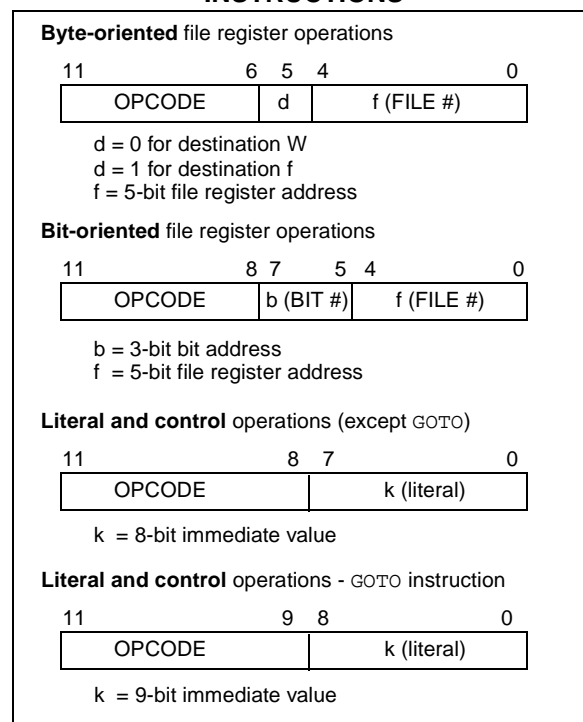 INSTRUCTIONS
Byte-oriented file register operations
11 6 5 4 0
OPCODE d f (FILE #)
d = 0 for destination W
d = 1 for destination f
f = 5-bit file register address
Bit-oriented file register operations
11 8 7 5 4 0
OPCODE b (BIT #) f (FILE #)
b = 3-bit bit address
f = 5-bit file register address
Literal and control operations (except GOTO)
11 8 7 0
OPCODE k (literal)
k = 8-bit immediate value
Literal and control operations - GOTO instruction
11 9 8 0
OPCODE k (literal)
k = 9-bit immediate value